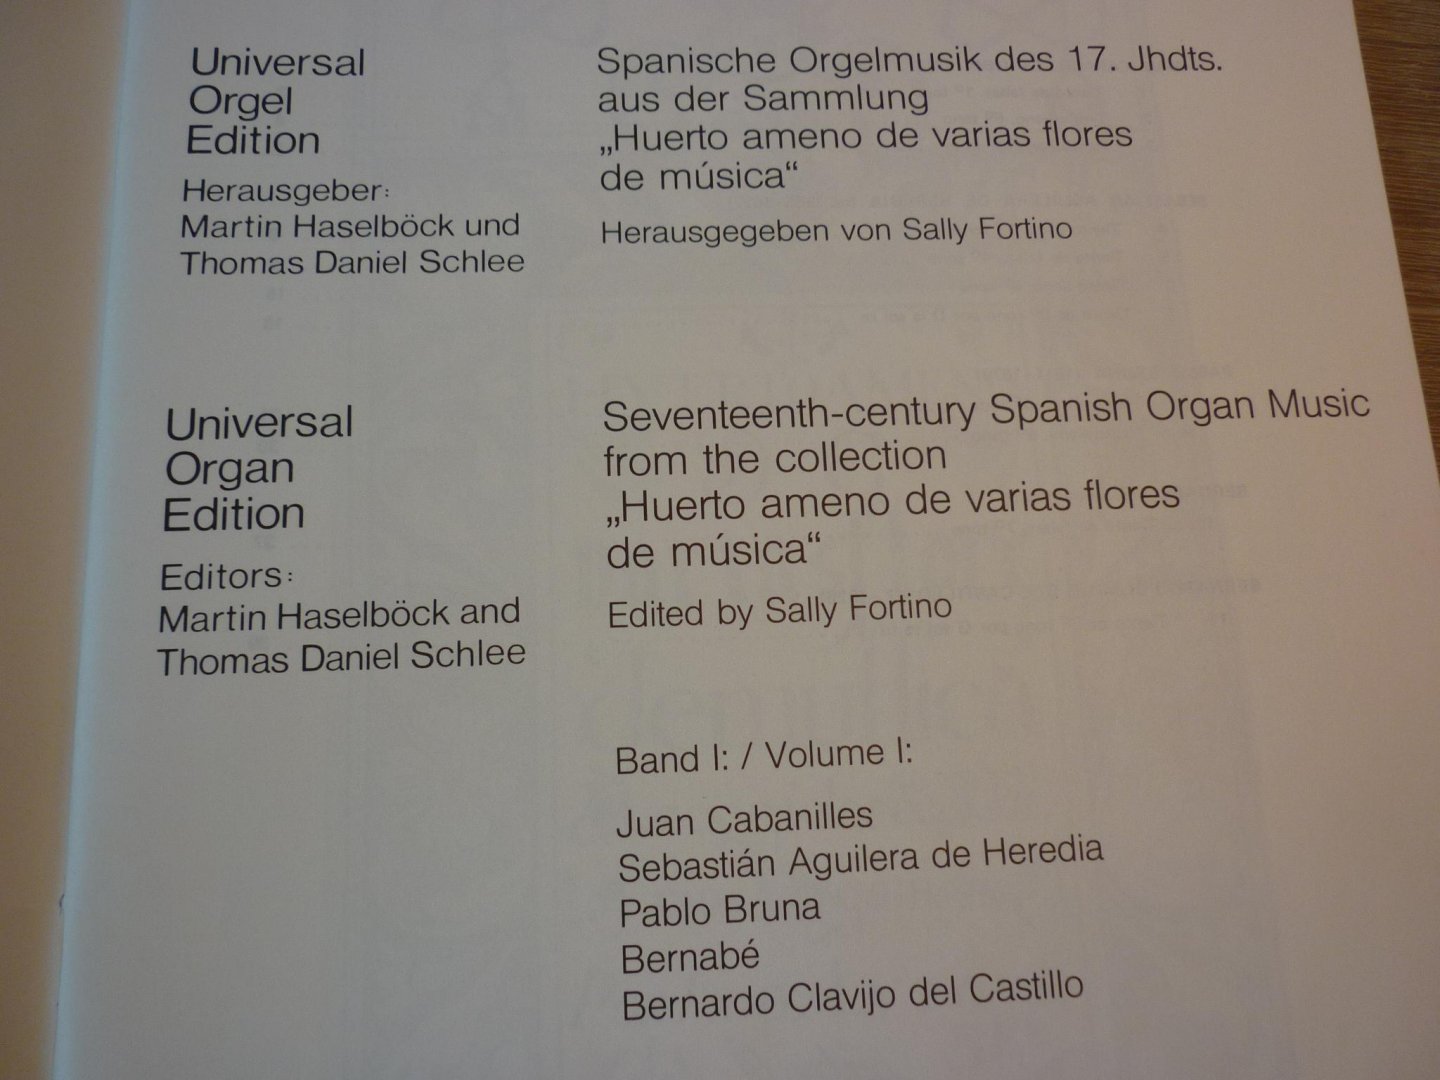 Universal
Orgel
Edition
Herausgeber:
Martin Haselböck und
Thomas Daniel Schlee
Spanische Orgelmusik des 17. Jhdts.
aus der Sammlung
„Huerto ameno de varias flores
de música“
Herausgegeben von Sally Fortino
Universal
Organ
Edition
Editors:
Martin Haselböck and
Thomas Daniel Schlee
Seventeenth-century Spanish Organ Music
from the collection
„Huerto ameno de varias flores
de música“
Edited by Sally Fortino
Band I: / Volume I:
Juan Cabanilles
Sebastián Aguilera de Heredia
Pablo Bruna
Bernabé
Bernardo Clavijo del Castillo